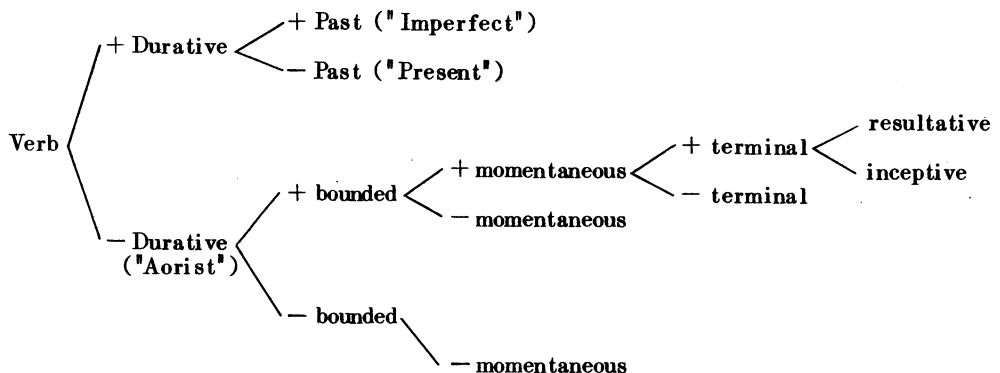 + Past ("Imperfect")
+ Durative
− Past ("Present")
resultative
+ terminal
Verb
+ momentaneous
inceptive
+ bounded
− terminal
− momentaneous
− Durative
("Aorist")
− bounded
− momentaneous